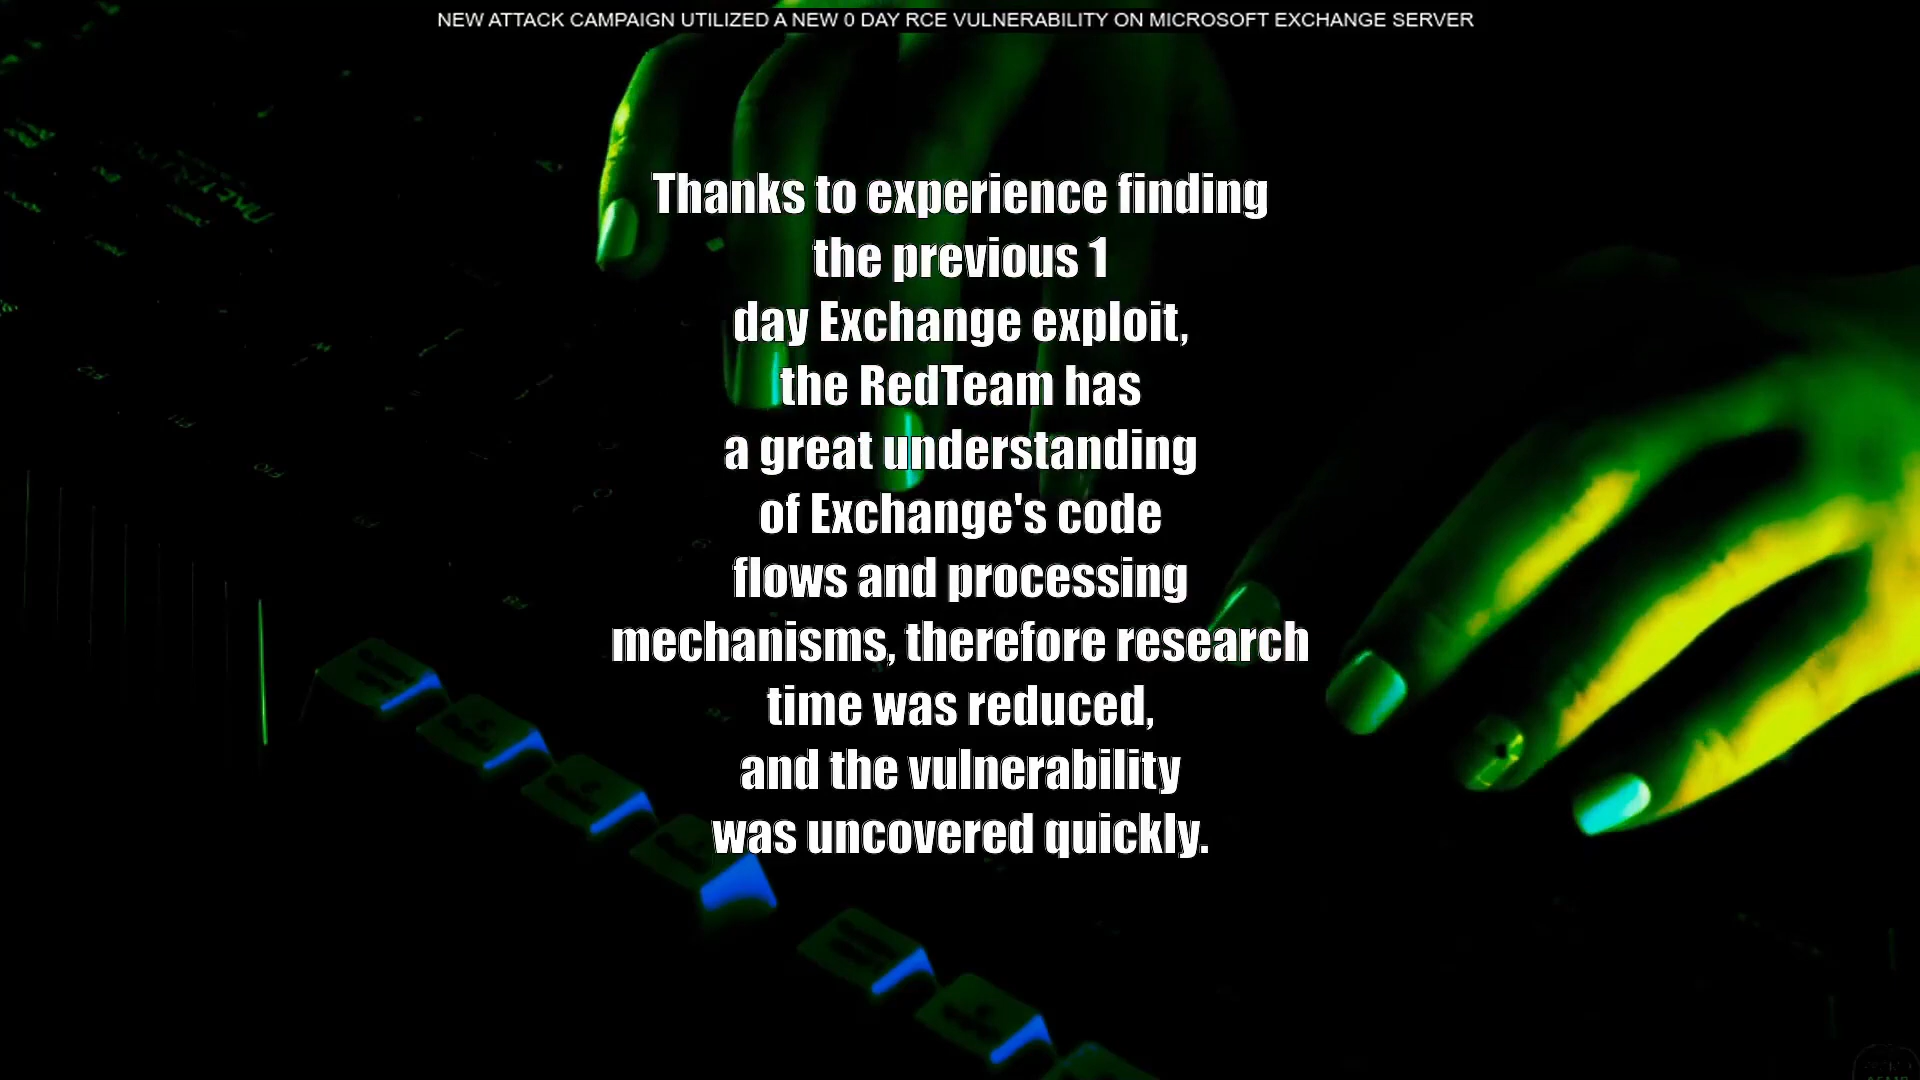 NEW ATTACK CAMPAIGN UTILIZED A NEW 0 DAY RCE VULNERABILITY ON MICROSOFT EXCHANGE SERVER
Thanks to experience finding
the previous 1
day Exchange exploit,
the RedTeam has
a great understanding
of Exchange's code
flows and processing
mechanisms, therefore research
time was reduced,
and the vulnerability
was uncovered quickly.